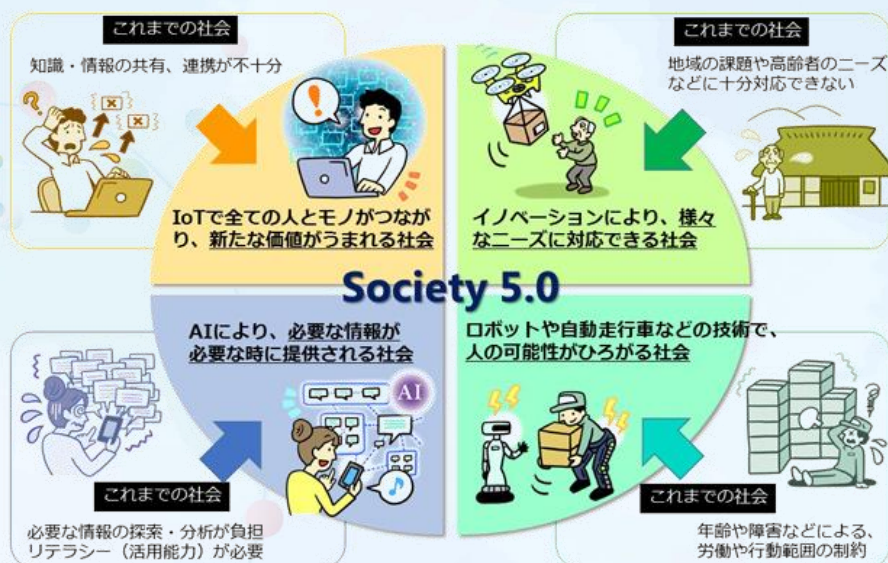 これまでの社会
知識・情報の共有、連携が不十分
IoTで全ての人とモノがつなが
り、新たな価値がうまれる社会
これまでの社会
地域の課題や高齢者のニーズ
などに十分対応できない
イノベーションにより、様々
なニーズに対応できる社会
Society 5.0
AIにより、必要な情報が
必要な時に提供される社会
AI
これまでの社会
必要な情報の探索・分析が負担
リテラシー（活用能力）が必要
ロボットや自動走行車などの技術で、
人の可能性がひろがる社会
これまでの社会
年齢や障害などによる、
労働や行動範囲の制約